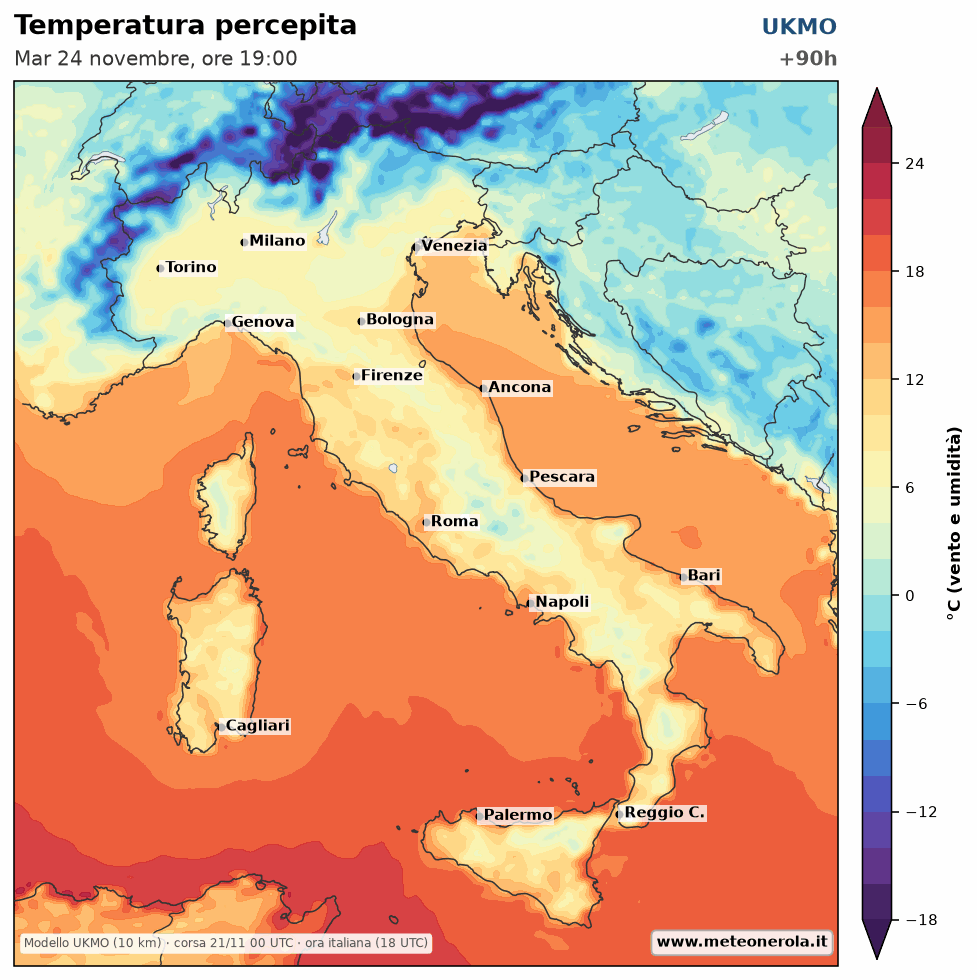 Temperatura percepita
UKMO
Mar 24 novembre, ore 19:00
+90h
Milano
Venezia
Torino
Genova
Bologna
Firenze
Ancona
Pescara
Roma
Bari
Napoli
Cagliari
Palermo
Reggio C.
24
18
12
6
0
−6
−12
−18
°C (vento e umidità)
Modello UKMO (10 km) · corsa 21/11 00 UTC · ora italiana (18 UTC)
www.meteonerola.it